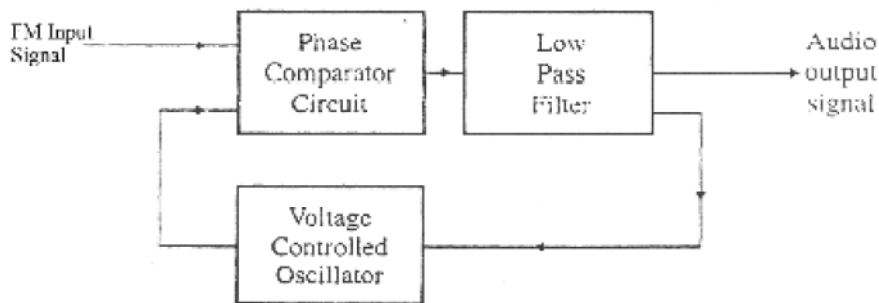 FM Input
Signal
Phase
Comparator
Circuit
Low
Pass
Filter
Audio
output
signal
Voltage
Controlled
Oscillator